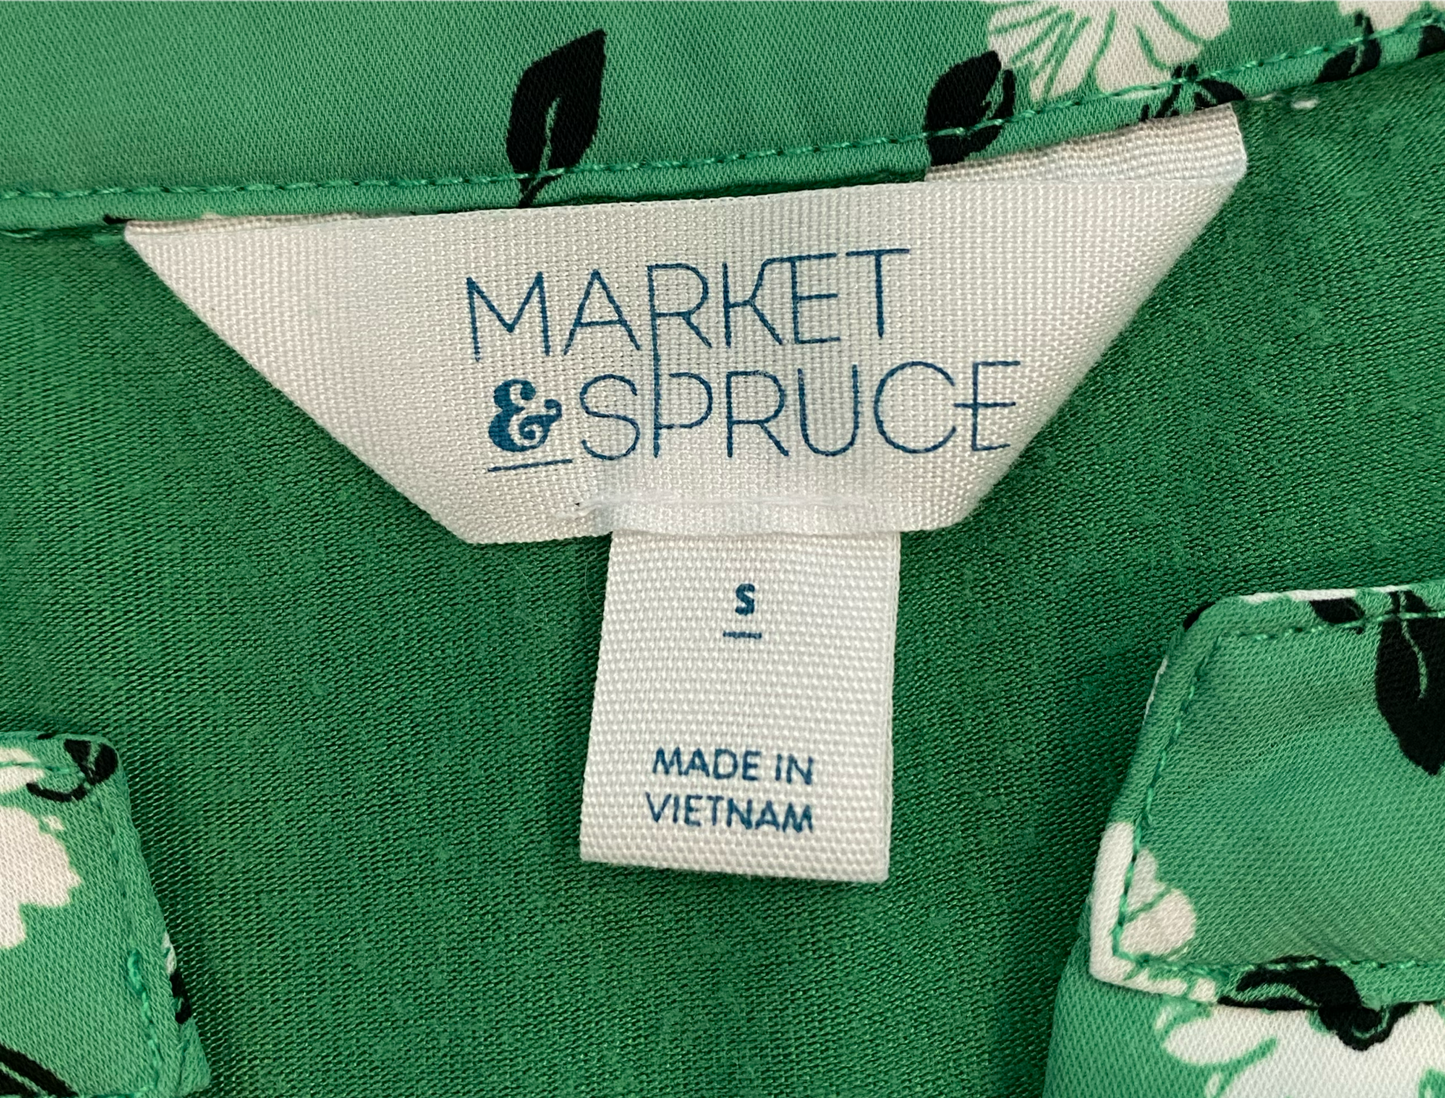 MARKET
& SPRUCE
S
MADE IN
VIETNAM